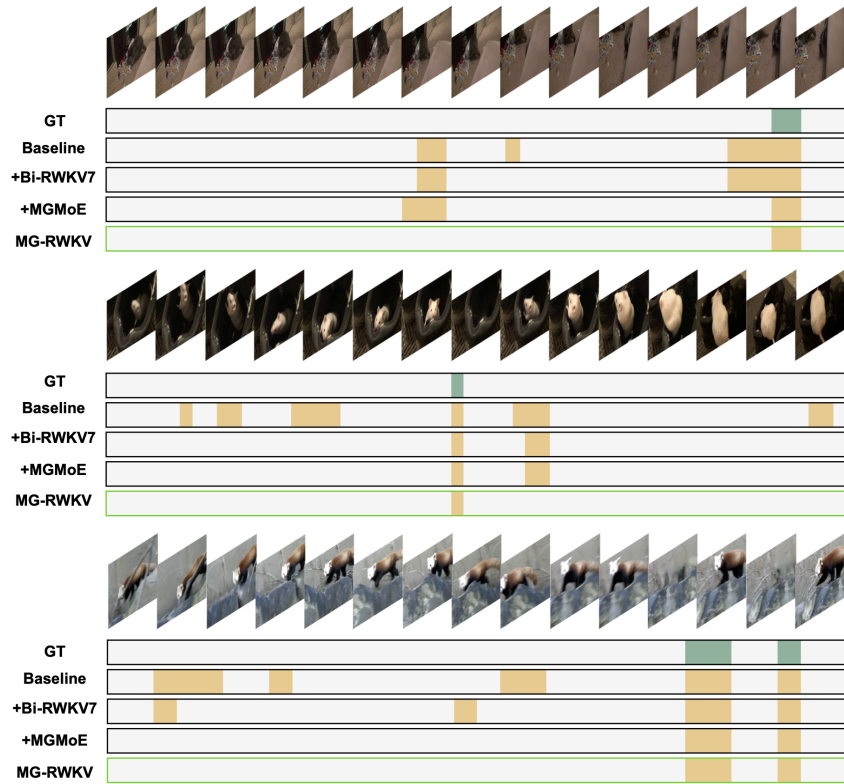 GT
Baseline
+Bi-RWKV7
+MGMoE
MG-RWKV
GT
Baseline
+Bi-RWKV7
+MGMoE
MG-RWKV
GT
Baseline
+Bi-RWKV7
+MGMoE
MG-RWKV